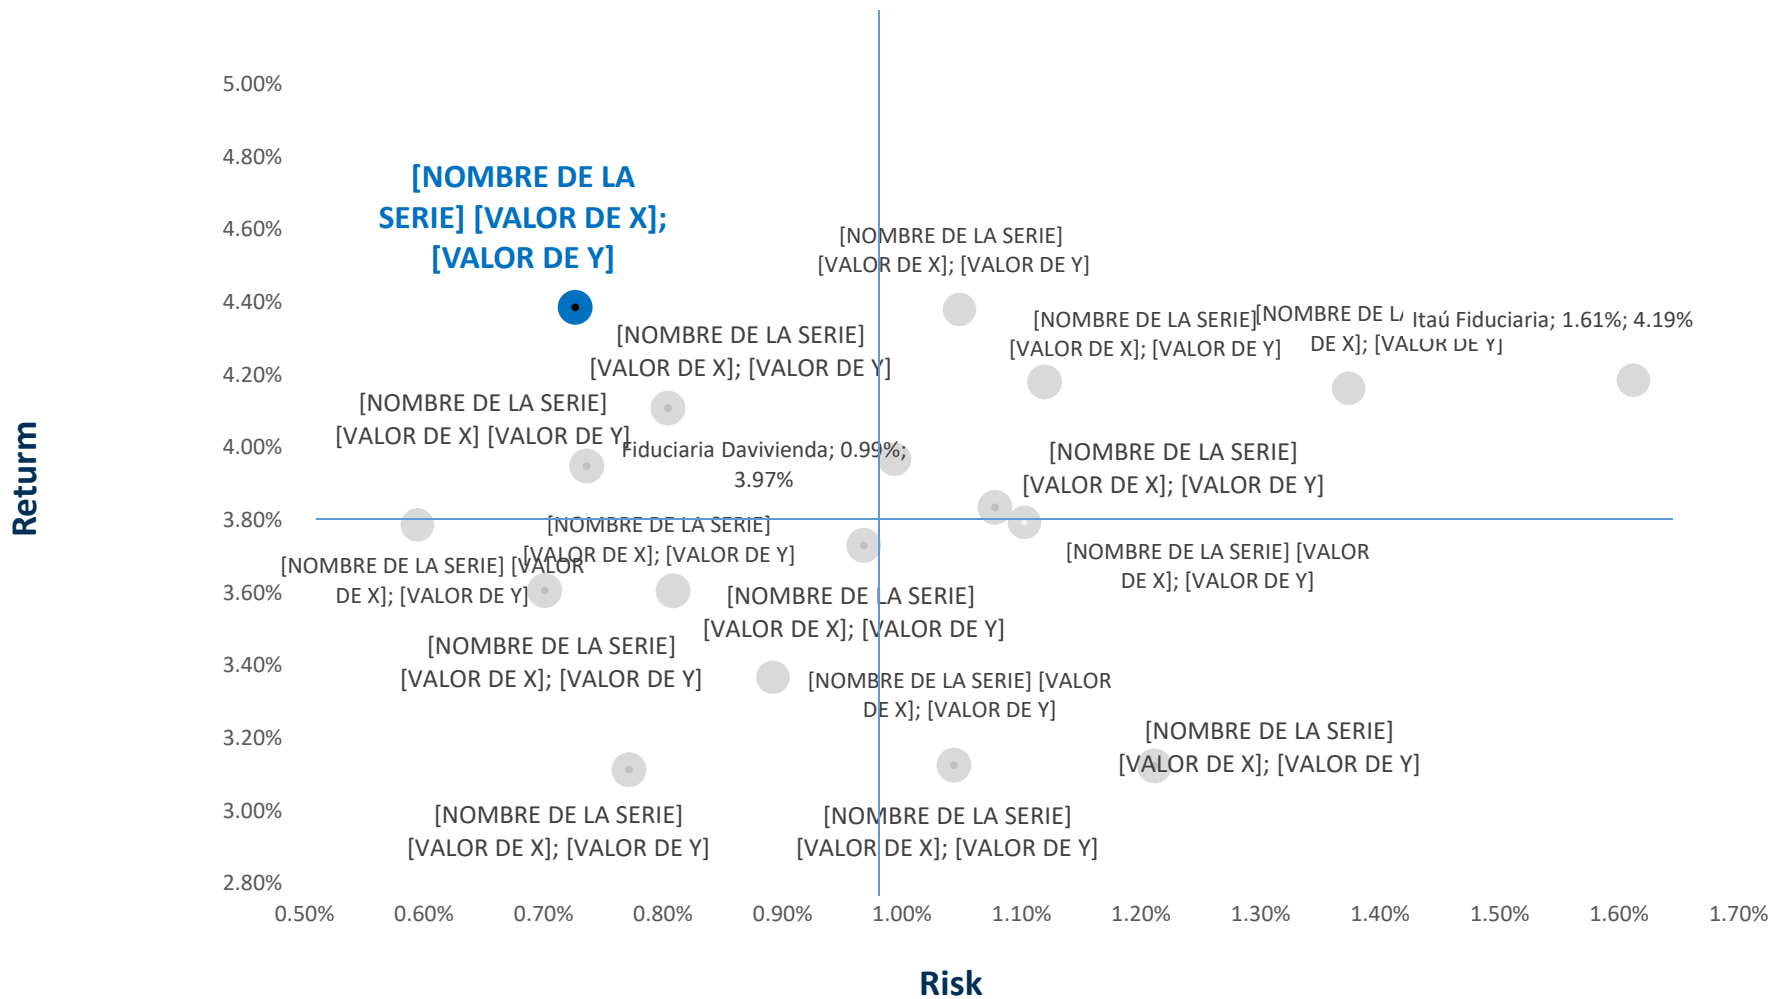 5.00%
4.80%
4.60%
4.40%
4.20%
4.00%
3.80%
3.60%
3.40%
3.20%
3.00%
2.80%
Returm
[NOMBRE DE LA
SERIE] [VALOR DE X];
[VALOR DE Y]
[NOMBRE DE LA SERIE]
[VALOR DE X]; [VALOR DE Y]
[NOMBRE DE LA SERIE]
[VALOR DE X]; [VALOR DE Y]
[NOMBRE DE
DE X]; [VALOR DE Y]
Itaú Fiduciaria; 1.61%; 4.19%
[NOMBRE DE LA SERIE]
[VALOR DE X]; [VALOR DE Y]
[NOMBRE DE LA SERIE]
[VALOR DE X] [VALOR DE Y]
Fiduciaria Davivienda; 0.99%;
3.97%
[NOMBRE DE LA SERIE]
[VALOR DE X]; [VALOR DE Y]
[NOMBRE DE LA SERIE]
[VALOR DE X]; [VALOR DE Y]
[NOMBRE DE LA SERIE] [VALOR
DE X]; [VALOR DE Y]
[NOMBRE DE LA SERIE] [VALOR
DE X]; [VALOR DE Y]
[NOMBRE DE LA SERIE]
[VALOR DE X]; [VALOR DE Y]
[NOMBRE DE LA SERIE]
[VALOR DE X]; [VALOR DE Y]
[NOMBRE DE LA SERIE] [VALOR
DE X]; [VALOR DE Y]
[NOMBRE DE LA SERIE]
[VALOR DE X]; [VALOR DE Y]
[NOMBRE DE LA SERIE]
[VALOR DE X]; [VALOR DE Y]
[NOMBRE DE LA SERIE]
[VALOR DE X]; [VALOR DE Y]
0.50%
0.60%
0.70%
0.80%
0.90%
1.00%
1.10%
1.20%
1.30%
1.40%
1.50%
1.60%
1.70%
Risk